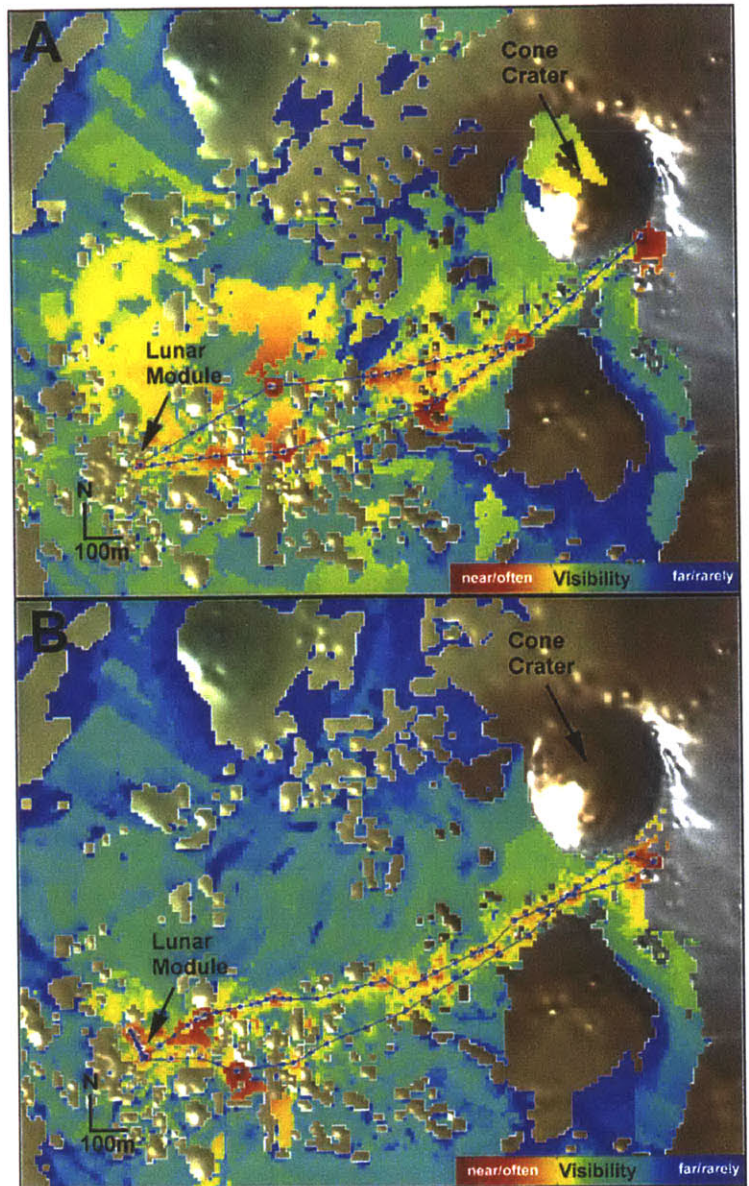 A
Cone
Crater
Lunar
Module
N
100m
near/often Visibility far/rarely
B
Cone
Crater
Lunar
Module
N
100m
near/often Visibility far/rarely